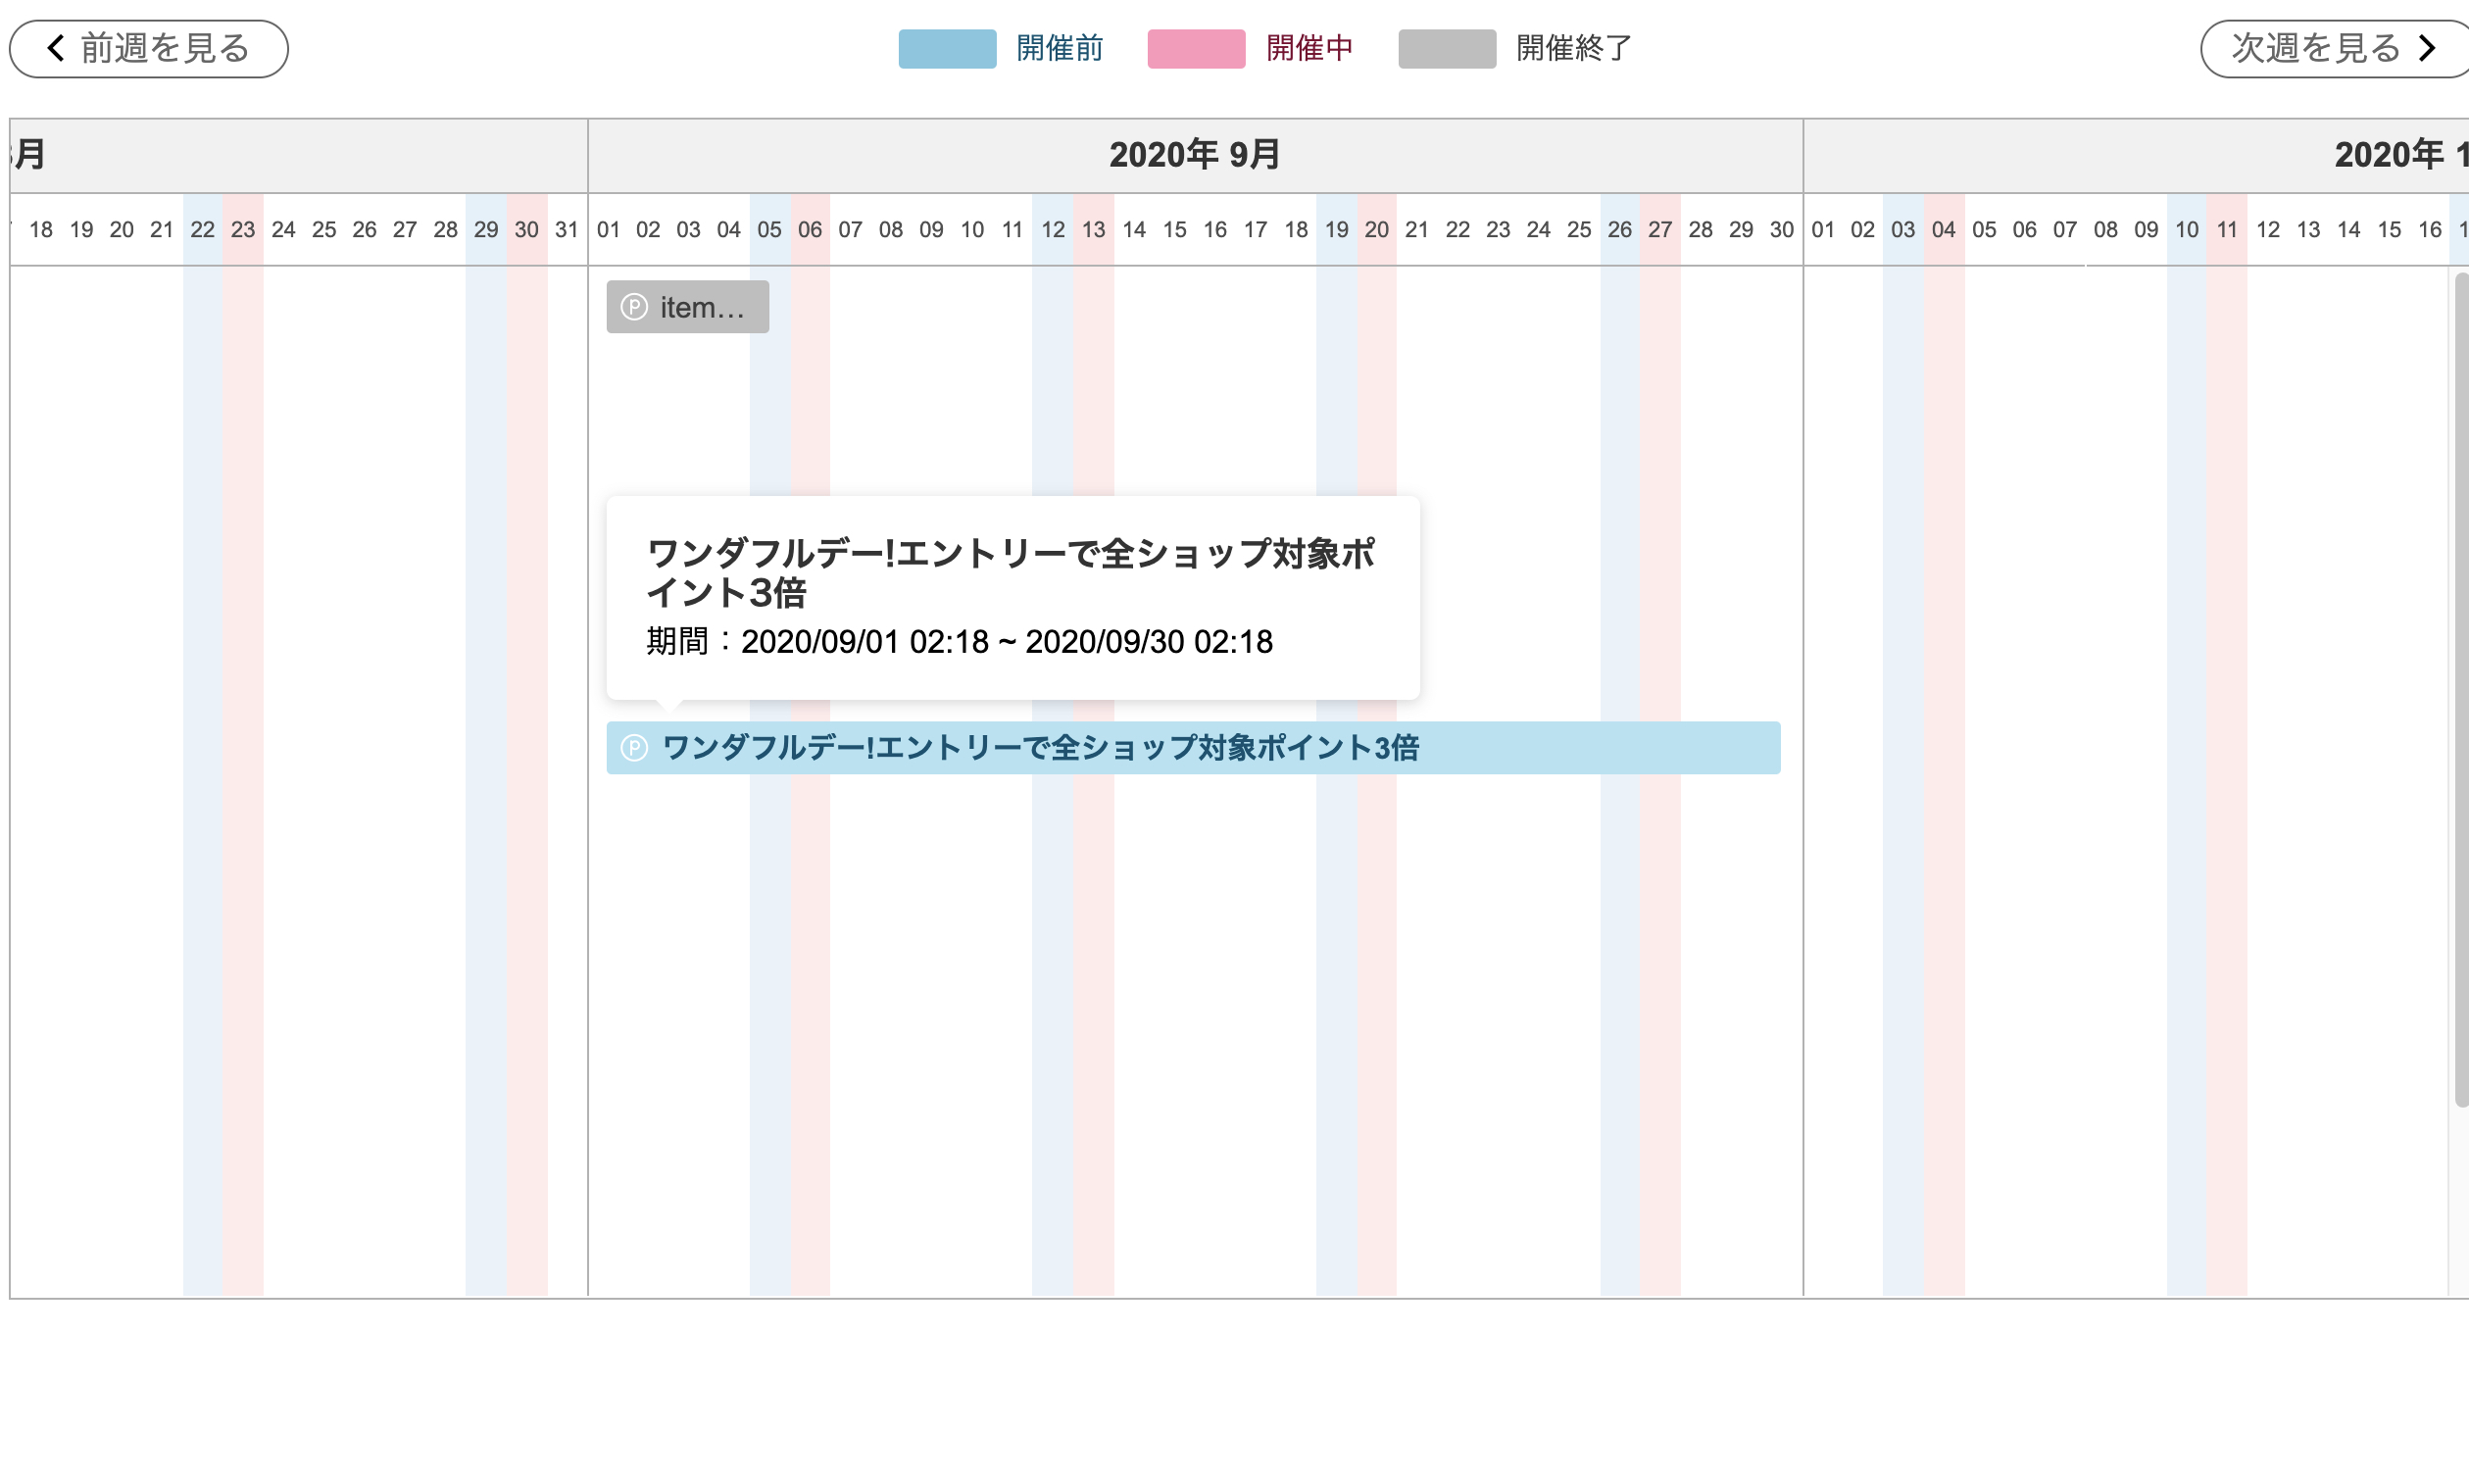 前週を見る
開催前
開催中
開催終了
次週を見る
月
2020年 9月
2020年 1
18 19 20 21 22 23 24 25 26 27 28 29 30 31 01 02 03 04 05 06 07 08 09 10 11 12 13 14 15 16 17 18 19 20 21 22 23 24 25 26 27 28 29 30 01 02 03 04 05 06 07 08 09 10 11 12 13 14 15 16 1
Ⓟ item…
ワンダフルデー!エントリーで全ショップ対象ポ
イント3倍
期間：2020/09/01 02:18 ~ 2020/09/30 02:18
Ⓟ ワンダフルデー!エントリーで全ショップ対象ポイント3倍